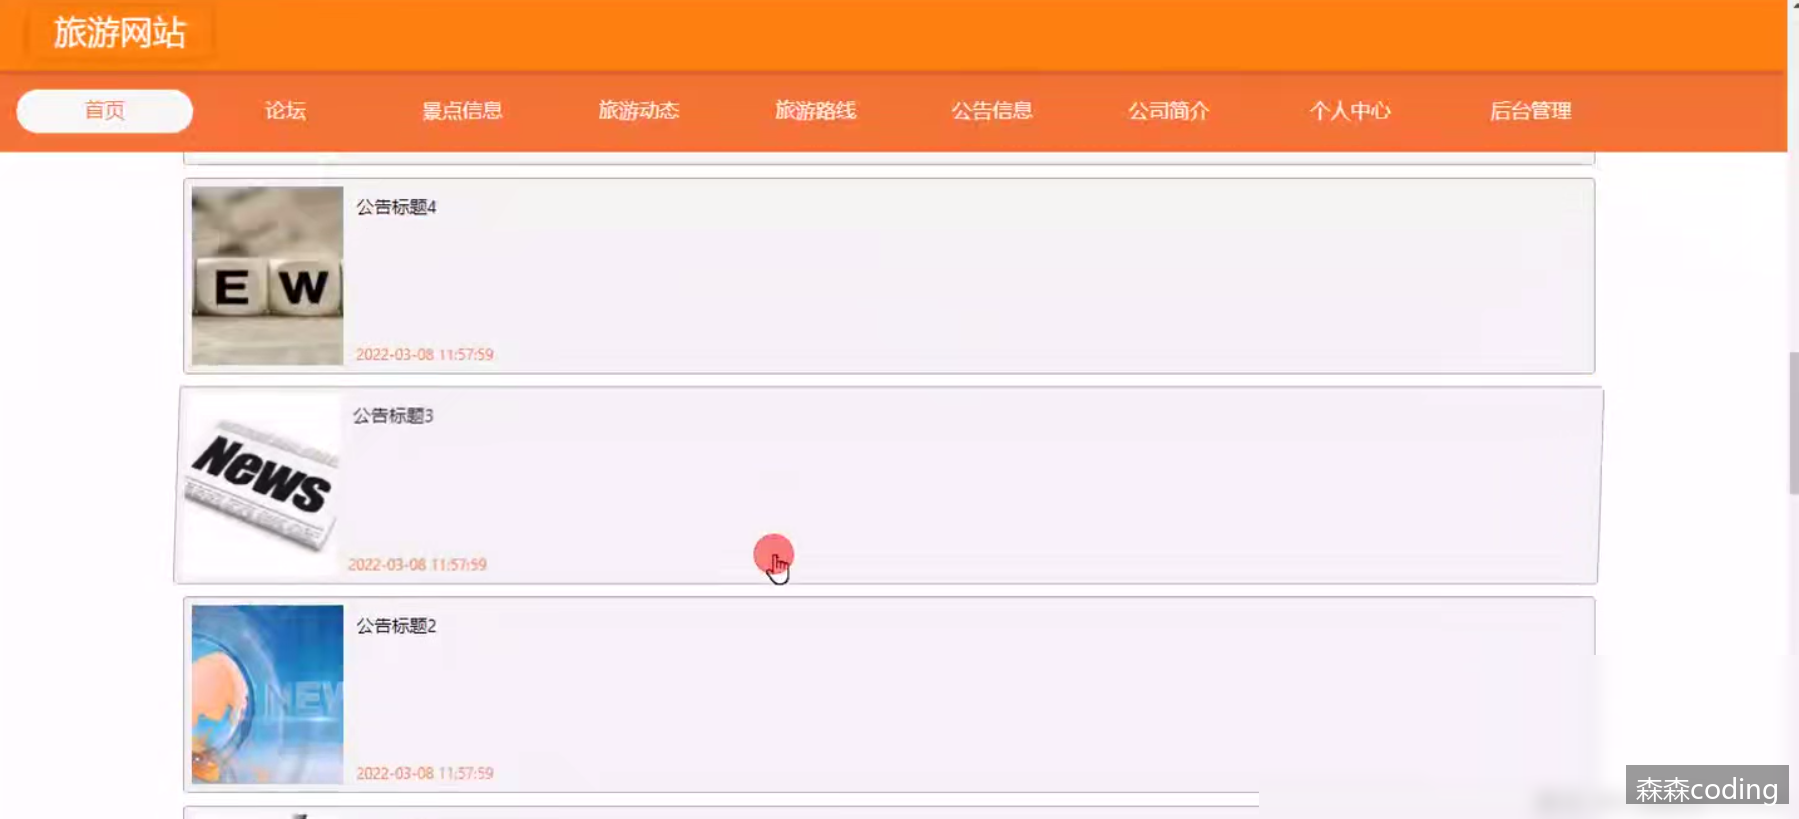 旅游网站
首页 论坛 景点信息 旅游动态 旅游路线 公告信息 公司简介 个人中心 后台管理
公告标题4
EW
2022-03-08 11:57:59
公告标题3
News
2022-03-08 11:57:59
公告标题2
NEW
2022-03-08 11:57:59
森森coding